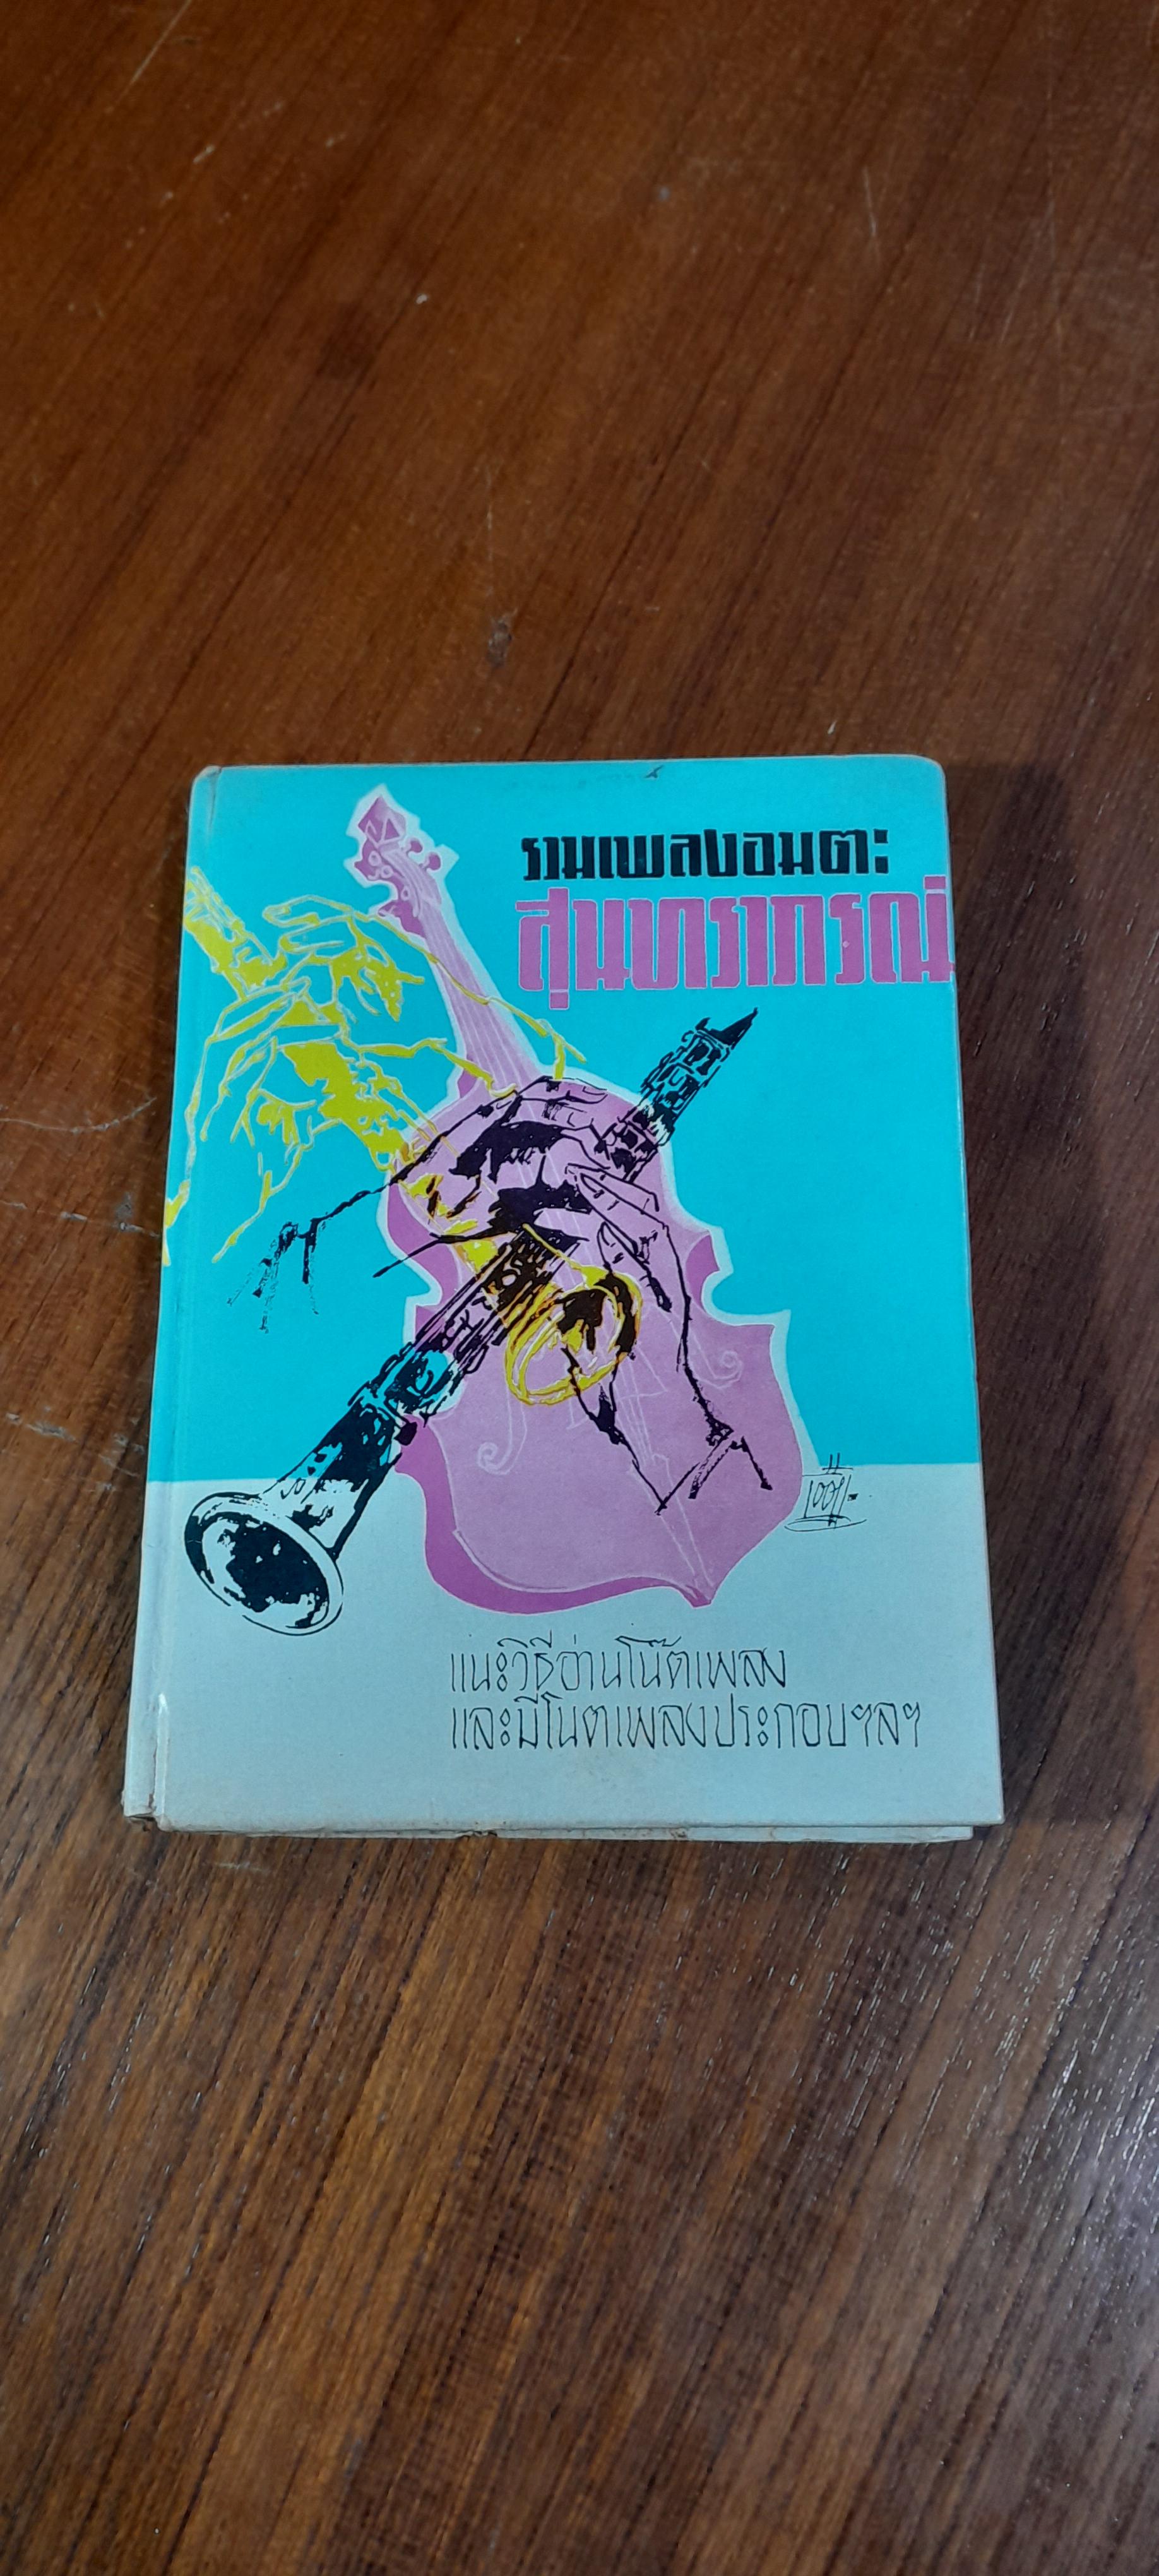 รวมเพลงอมตะ
สุนทราภรณ์
แนะวิธีอ่านโน๊ตเพลง
และมีโนตเพลงประกอบฯลฯ